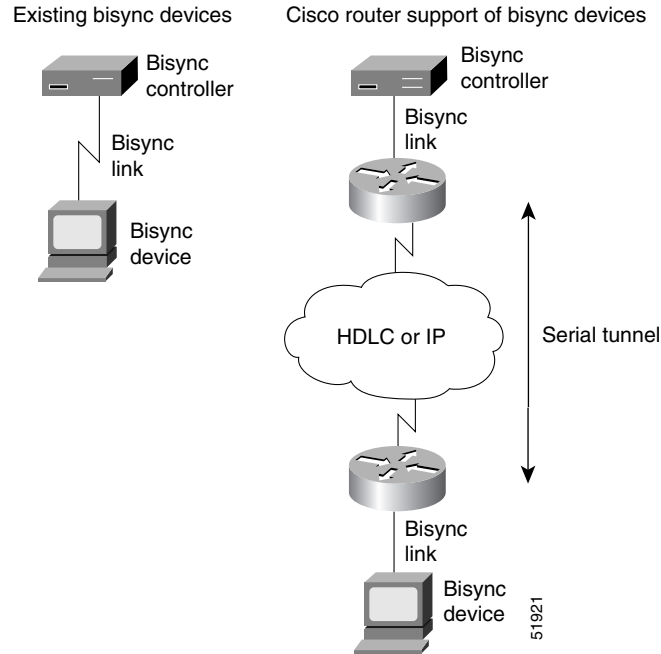 Existing bisync devices
Bisync
controller
Bisync
link
Bisync
device
Cisco router support of bisync devices
Bisync
controller
Bisync
link
HDLC or IP
Serial tunnel
Bisync
link
Bisync
device
51921